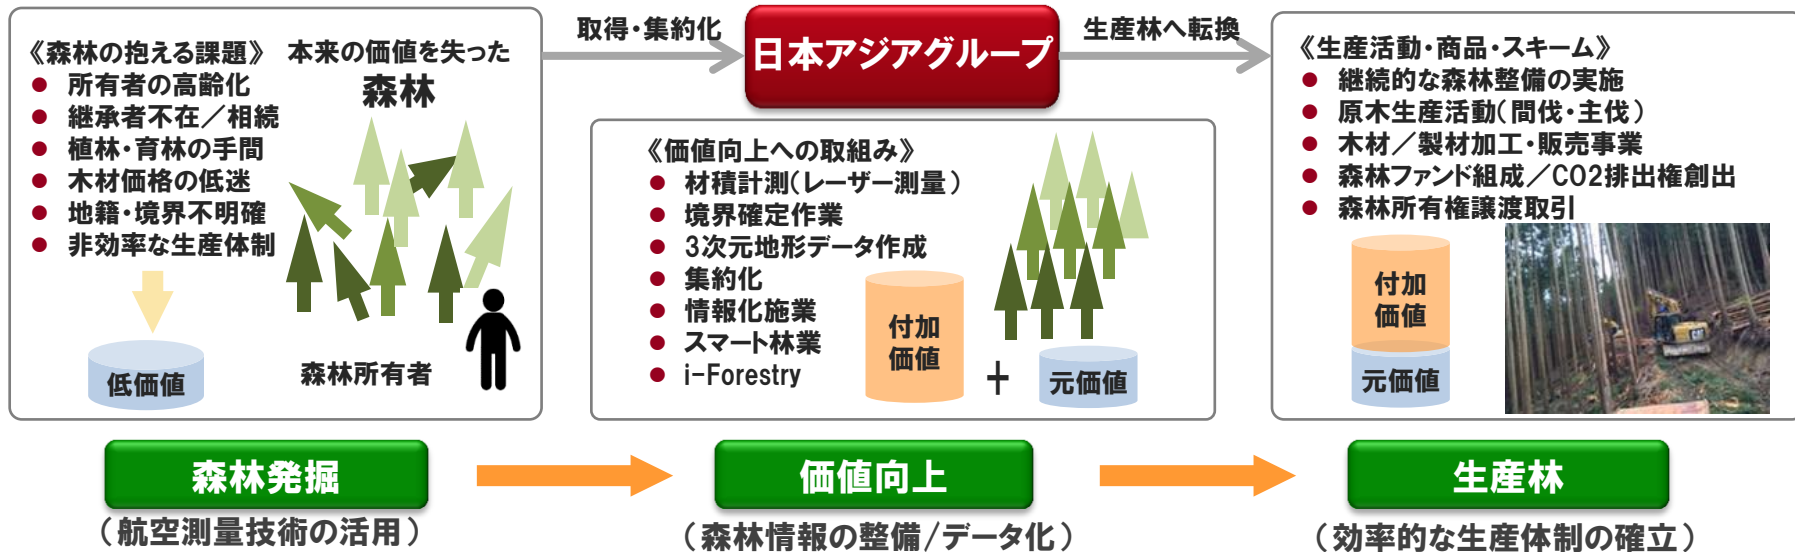 《森林の抱える課題》
● 所有者の高齢化
● 継承者不在／相続
● 植林・育林の手間
● 木材価格の低迷
● 地籍・境界不明確
● 非効率な生産体制
低価値
本来の価値を失った
森林
森林所有者
取得・集約化
日本アジアグループ
生産林へ転換
《価値向上への取組み》
● 材積計測（レーザー測量）
● 境界確定作業
● 3次元地形データ作成
● 集約化
● 情報化施業
● スマート林業
● i-Forestry
付加
価値
+
元価値
《生産活動・商品・スキーム》
● 継続的な森林整備の実施
● 原木生産活動（間伐・主伐）
● 木材／製材加工・販売事業
● 森林ファンド組成／CO2排出権創出
● 森林所有権譲渡取引
付加
価値
元価値
森林発掘
（航空測量技術の活用）
価値向上
（森林情報の整備/データ化）
生産林
（効率的な生産体制の確立）